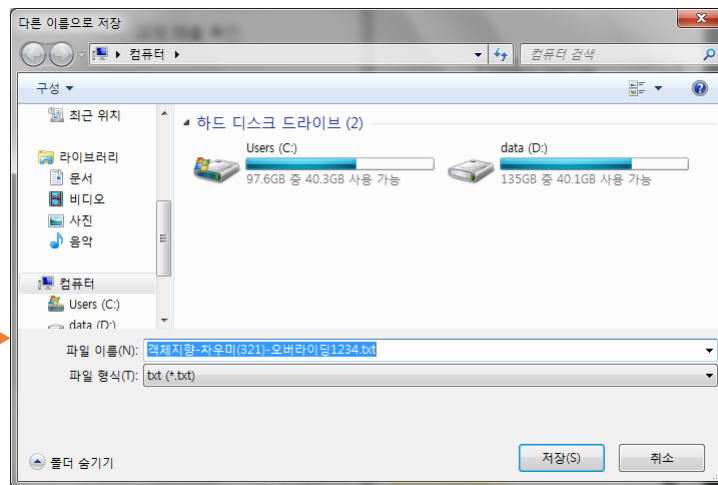 다른 이름으로 저장
컴퓨터
컴퓨터 검색
구성
최근 위치
라이브러리
문서
비디오
사진
음악
컴퓨터
Users (C:)
data (D:)
하드 디스크 드라이브 (2)
Users (C:)
97.6GB 중 40.3GB 사용 가능
data (D:)
135GB 중 40.1GB 사용 가능
파일 이름(N): 객체지향-차우미(321)-오버라이딩1234.txt
파일 형식(T): txt (*.txt)
폴더 숨기기
저장(S)
취소